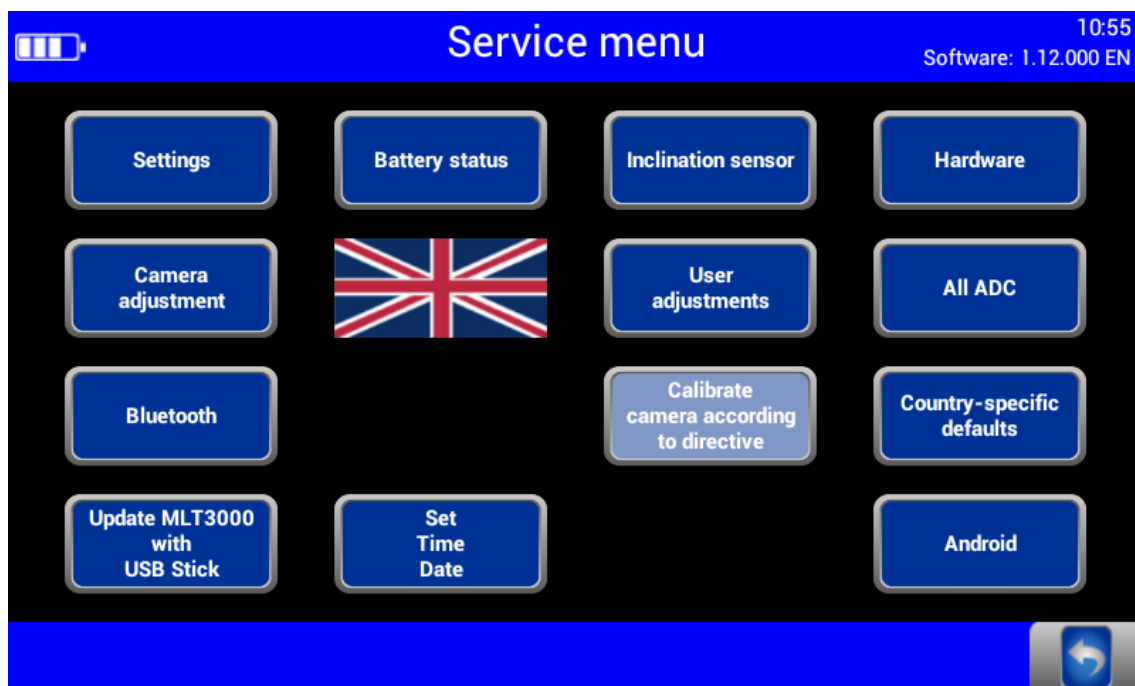 Service menu
10:55
Software: 1.12.000 EN
Settings
Battery status
Inclination sensor
Hardware
Camera
adjustment
User
adjustments
All ADC
Bluetooth
Calibrate
camera according
to directive
Country-specific
defaults
Update MLT3000
with
USB Stick
Set
Time
Date
Android